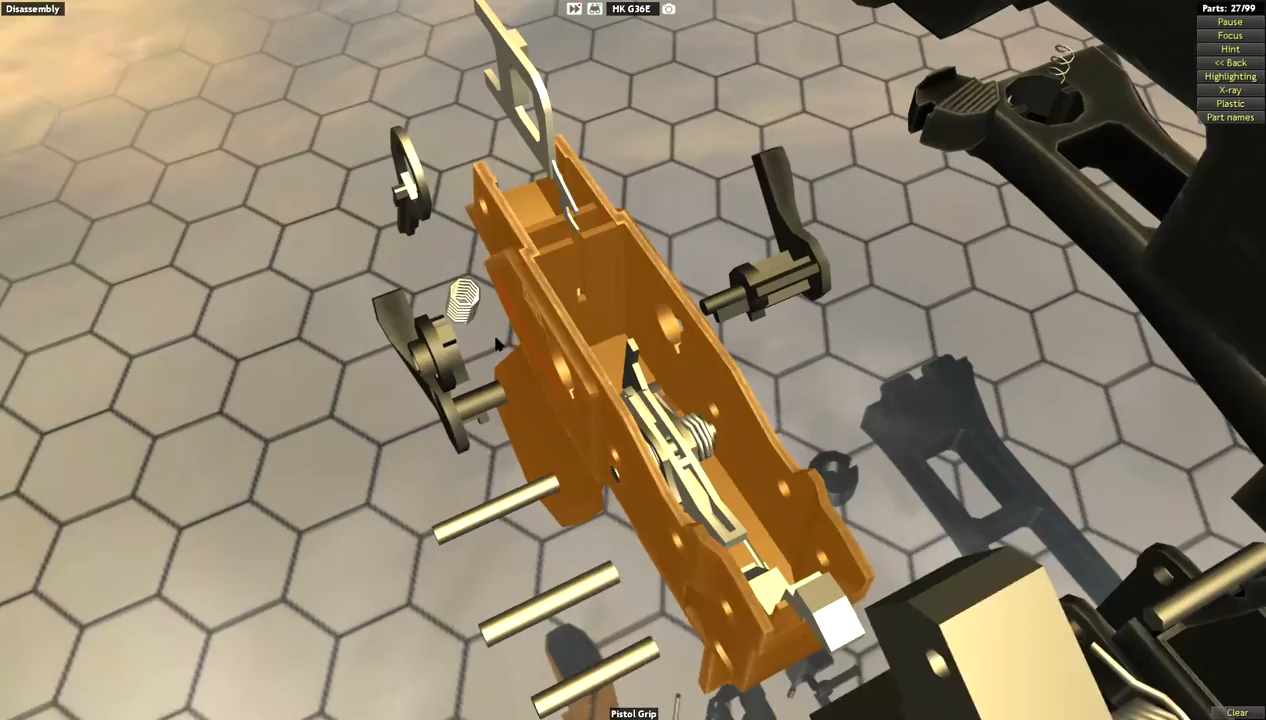 Disassembly
HK G36E
Parts: 27/99
Pause
Focus
Hint
<< Back
Highlighting
X-ray
Plastic
Part names
Pistol Grip
Clear